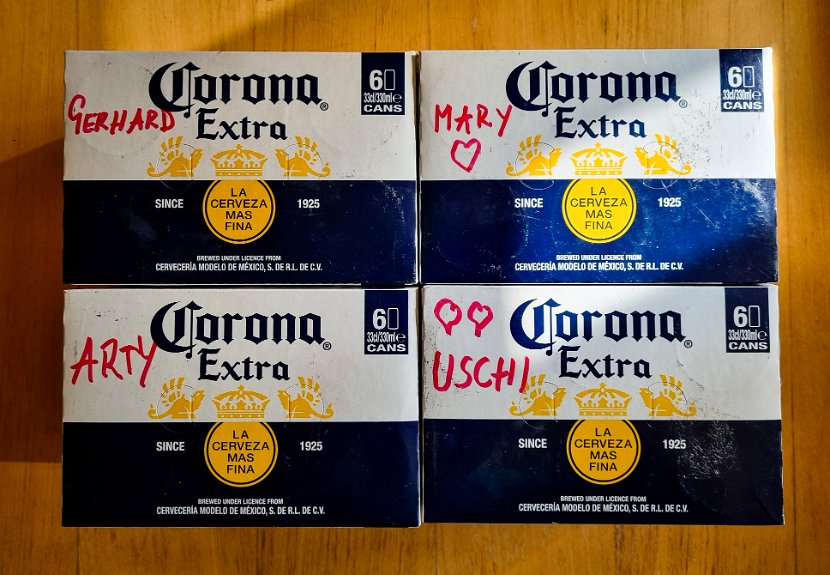 GERHARD
Corona®
Extra
6
33cl/330ml℮
CANS
SINCE LA CERVEZA MAS FINA 1925
BREWED UNDER LICENCE FROM
CERVECERÍA MODELO DE MÉXICO, S. DE R.L. DE C.V.
MARY
Corona®
Extra
6
33cl/330ml℮
CANS
SINCE LA CERVEZA MAS FINA 1925
BREWED UNDER LICENCE FROM
CERVECERÍA MODELO DE MÉXICO, S. DE R.L. DE C.V.
ARTY
Corona®
Extra
6
33cl/330ml℮
CANS
SINCE LA CERVEZA MAS FINA 1925
BREWED UNDER LICENCE FROM
CERVECERÍA MODELO DE MÉXICO, S. DE R.L. DE C.V.
USCHI
Corona®
Extra
6
33cl/330ml℮
CANS
SINCE LA CERVEZA MAS FINA 1925
BREWED UNDER LICENCE FROM
CERVECERÍA MODELO DE MÉXICO, S. DE R.L. DE C.V.